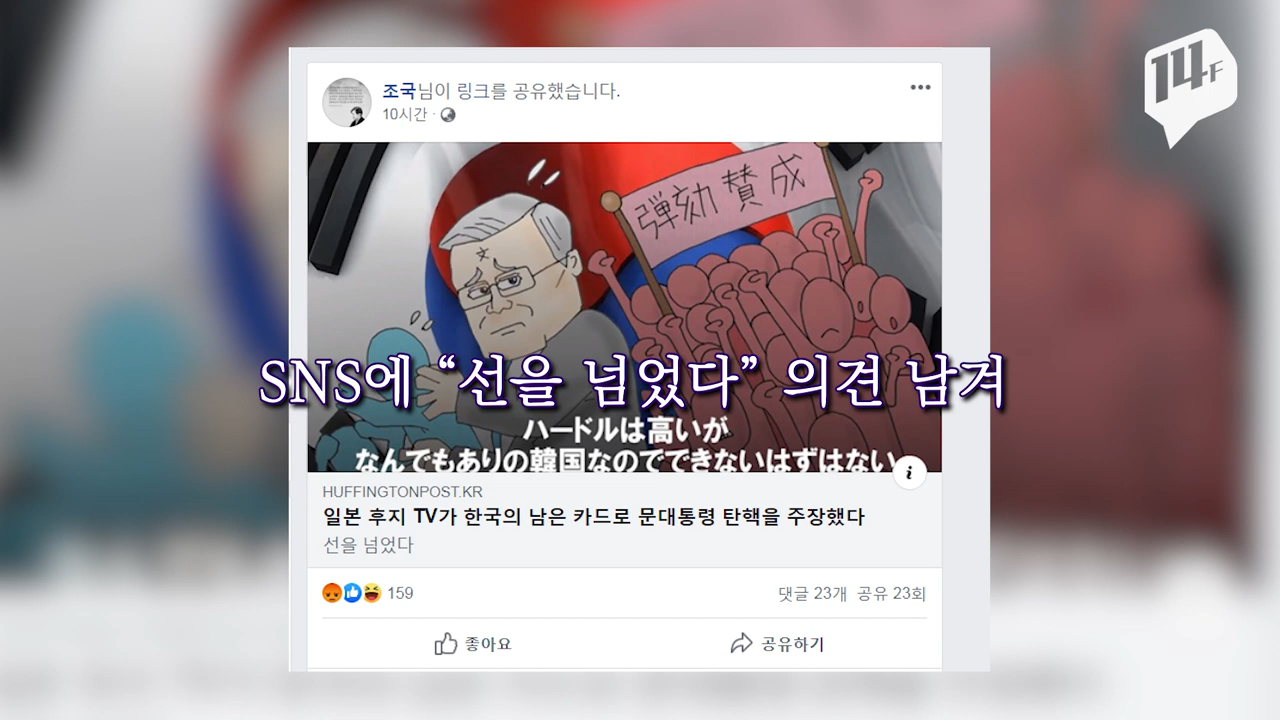 14F
조국님이 링크를 공유했습니다.
10시간 ·
弾劾賛成
SNS에 “선을 넘었다” 의견 남겨
ハードルは高いが
なんでもありの韓国なのでできないはずはない
HUFFINGTONPOST.KR
일본 후지 TV가 한국의 남은 카드로 문대통령 탄핵을 주장했다
선을 넘었다
159
댓글 23개 공유 23회
좋아요
공유하기